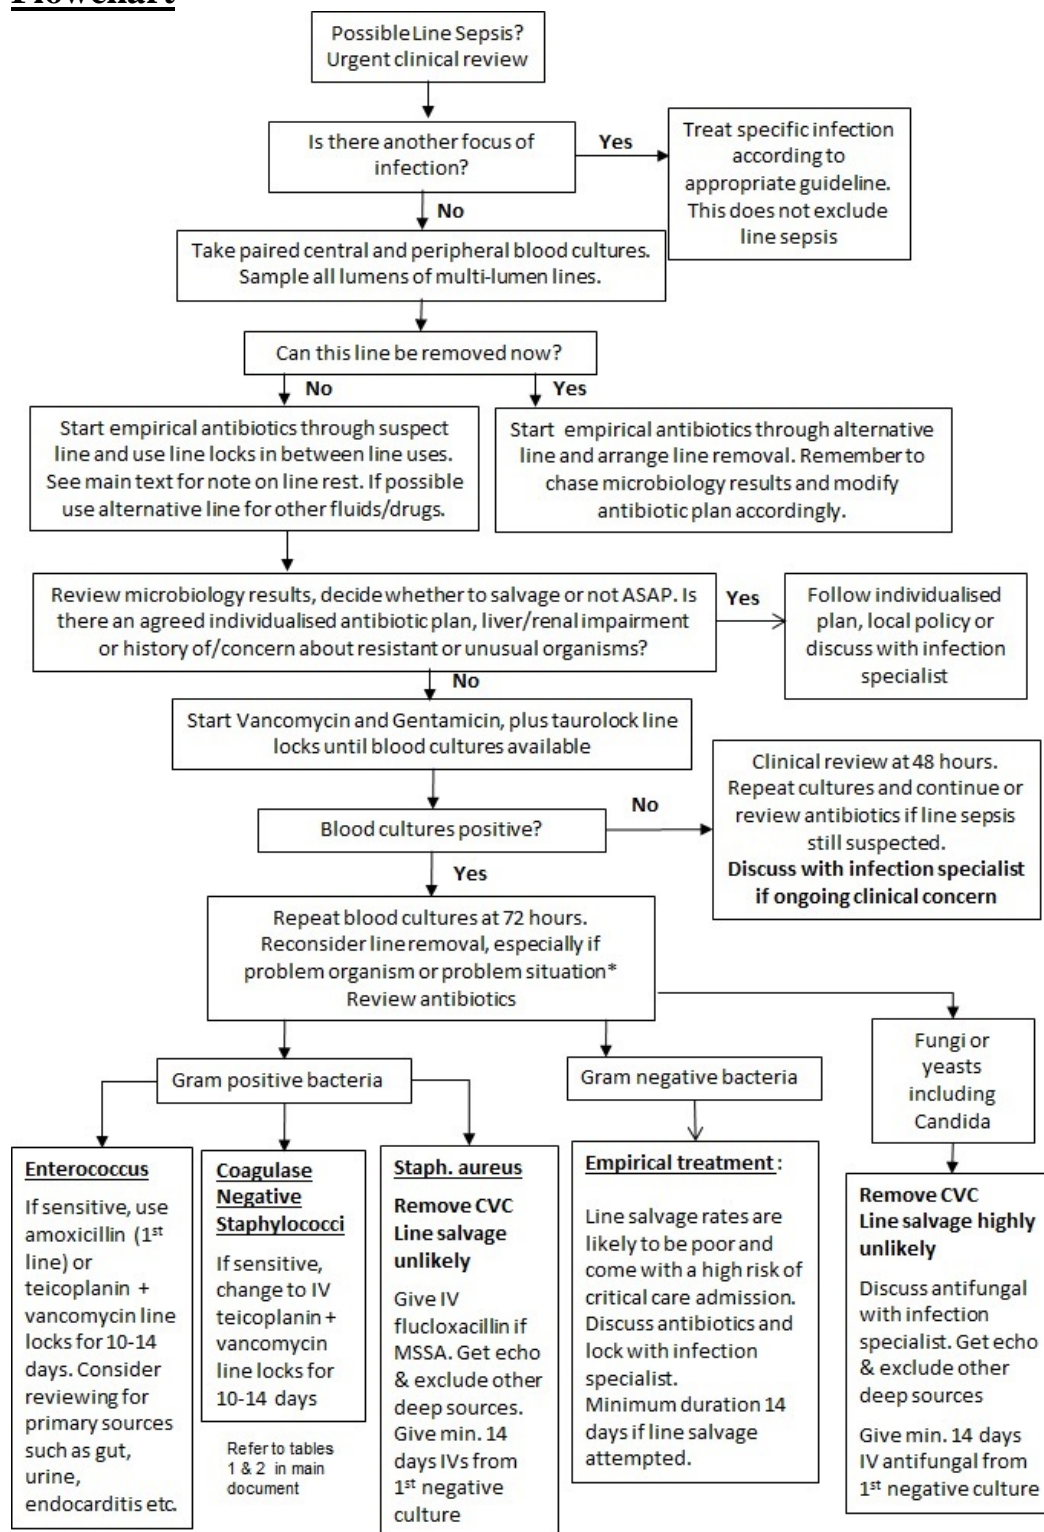 Flowchart
Possible Line Sepsis?
Urgent clinical review
Is there another focus of
infection?
Yes
Treat specific infection
according to
appropriate guideline.
This does not exclude
line sepsis
No
Take paired central and peripheral blood cultures.
Sample all lumens of multi-lumen lines.
Can this line be removed now?
No
Yes
Start empirical antibiotics through suspect
line and use line locks in between line uses.
See main text for note on line rest. If possible
use alternative line for other fluids/drugs.
Start empirical antibiotics through alternative
line and arrange line removal. Remember to
chase microbiology results and modify
antibiotic plan accordingly.
Review microbiology results, decide whether to salvage or not ASAP. Is
there an agreed individualised antibiotic plan, liver/renal impairment
or history of/concern about resistant or unusual organisms?
Yes
Follow individualised
plan, local policy or
discuss with infection
specialist
No
Start Vancomycin and Gentamicin, plus taurolock line
locks until blood cultures available
Blood cultures positive?
No
Clinical review at 48 hours.
Repeat cultures and continue or
review antibiotics if line sepsis
still suspected.
Discuss with infection specialist
if ongoing clinical concern
Yes
Repeat blood cultures at 72 hours.
Reconsider line removal, especially if
problem organism or problem situation*
Review antibiotics
Gram positive bacteria
Gram negative bacteria
Fungi or
yeasts
including
Candida
Enterococcus
If sensitive, use
amoxicillin (1st
line) or
teicoplanin +
vancomycin line
locks for 10-14
days. Consider
reviewing for
primary sources
such as gut,
urine,
endocarditis etc.
Coagulase
Negative
Staphylococci
If sensitive,
change to IV
teicoplanin +
vancomycin
line locks for
10-14 days
Refer to tables
1 & 2 in main
document
Staph. aureus
Remove CVC
Line salvage
unlikely
Give IV
flucloxacillin if
MSSA. Get echo
& exclude other
deep sources.
Give min. 14
days IVs from
1st negative
culture
Empirical treatment :
Line salvage rates are
likely to be poor and
come with a high risk of
critical care admission.
Discuss antibiotics and
lock with infection
specialist.
Minimum duration 14
days if line salvage
attempted.
Remove CVC
Line salvage highly
unlikely
Discuss antifungal
with infection
specialist. Get echo
& exclude other
deep sources
Give min. 14 days
IV antifungal from
1st negative culture